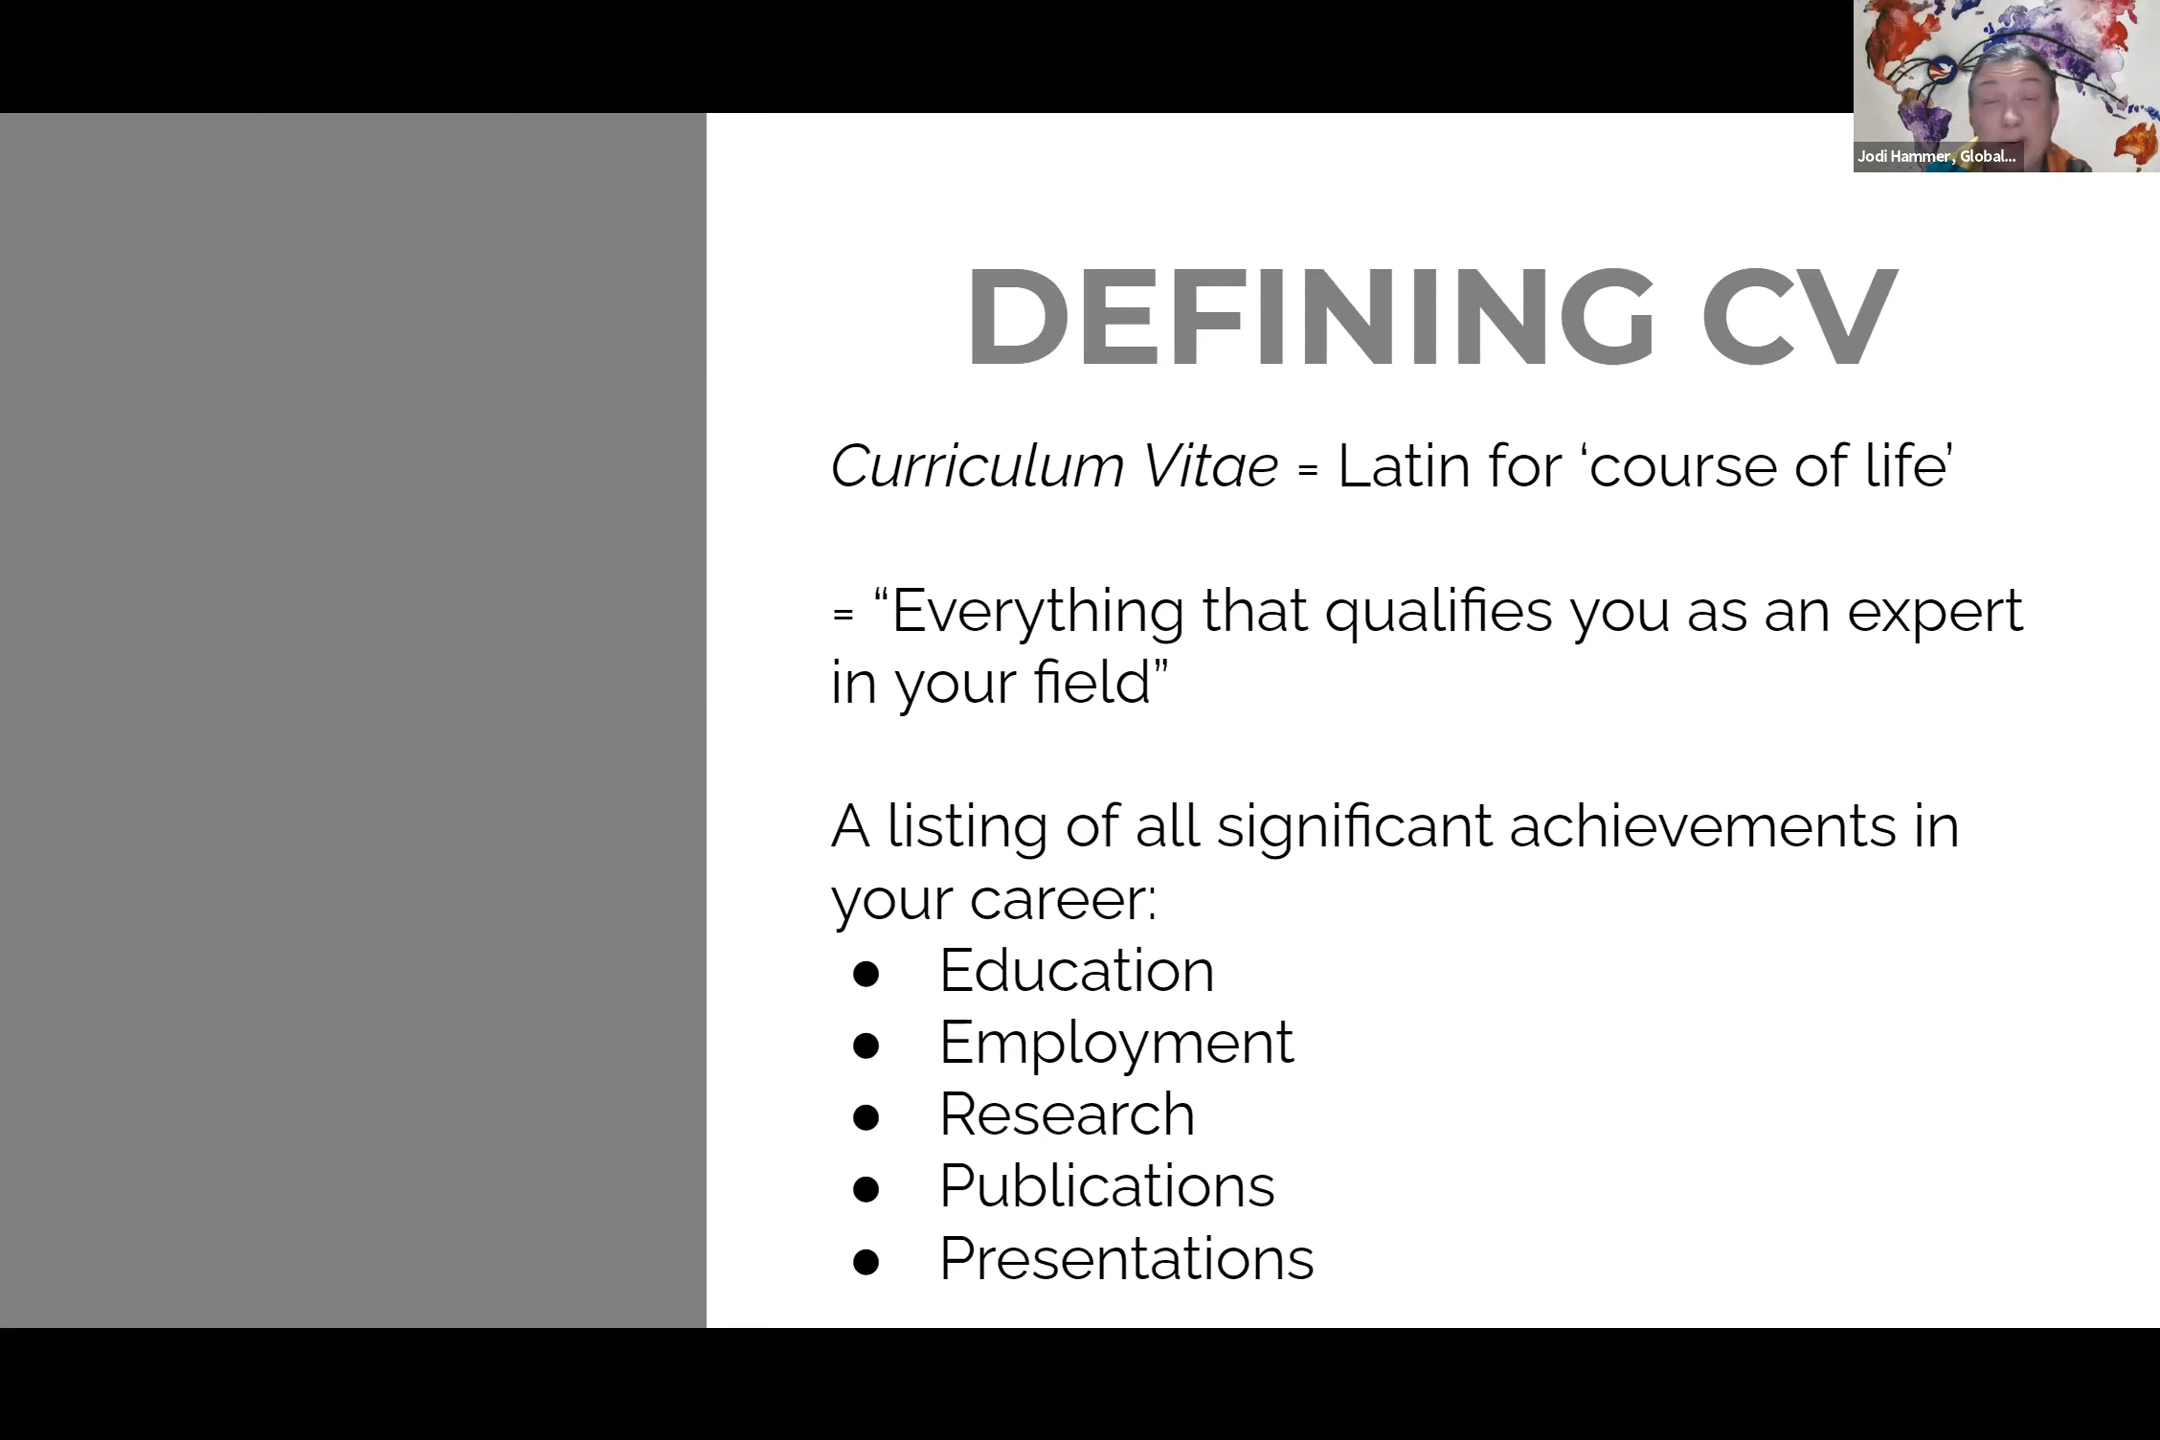 Jodi Hammer, Global...
DEFINING CV
Curriculum Vitae = Latin for ‘course of life’
= “Everything that qualifies you as an expert
in your field”
A listing of all significant achievements in
your career:
● Education
● Employment
● Research
● Publications
● Presentations